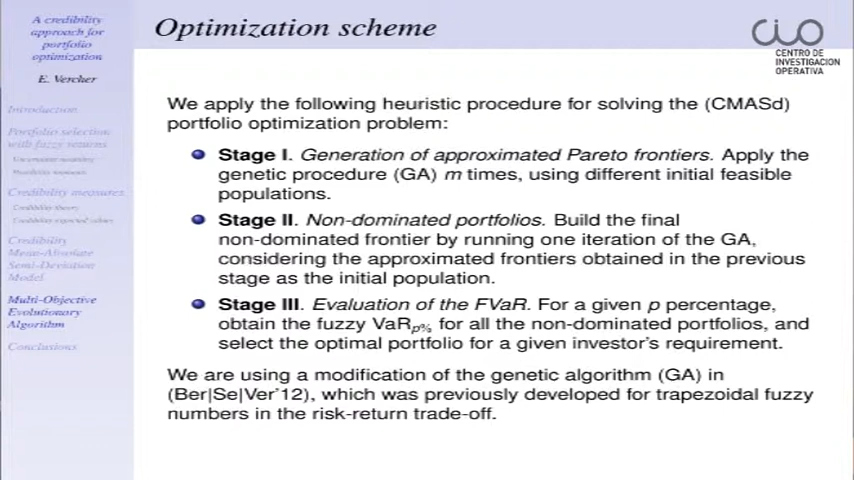 A credibility
approach for
portfolio
optimization
E. Vercher
Introduction
Portfolio selection
with fuzzy returns
Credibility measures
Credibility theory
Credibility expected values
Credibility
Mean-Absolute
Semi-Deviation
Model
Multi-Objective
Evolutionary
Algorithm
Conclusions
Optimization scheme
CIO
CENTRO DE
INVESTIGACION
OPERATIVA
We apply the following heuristic procedure for solving the (CMASd)
portfolio optimization problem:
Stage I. Generation of approximated Pareto frontiers. Apply the
genetic procedure (GA) m times, using different initial feasible
populations.
Stage II. Non-dominated portfolios. Build the final
non-dominated frontier by running one iteration of the GA,
considering the approximated frontiers obtained in the previous
stage as the initial population.
Stage III. Evaluation of the FVaR. For a given p percentage,
obtain the fuzzy VaRp% for all the non-dominated portfolios, and
select the optimal portfolio for a given investor's requirement.
We are using a modification of the genetic algorithm (GA) in
(Ber|Se|Ver'12), which was previously developed for trapezoidal fuzzy
numbers in the risk-return trade-off.